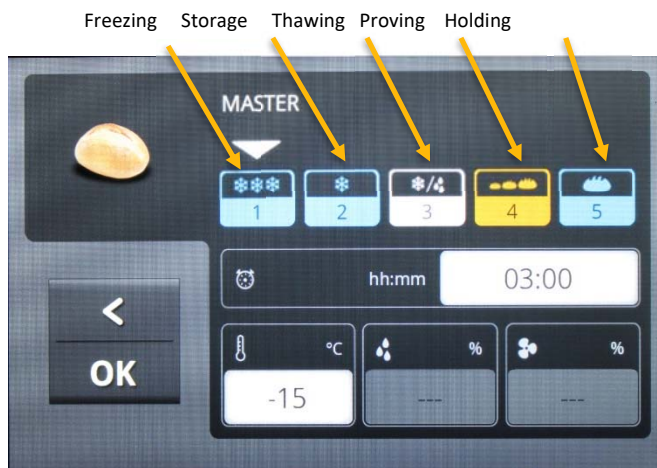 Freezing Storage Thawing Proving Holding
MASTER
1 2 3 4 5
hh:mm 03:00
°C % %
<
OK
-15 --- ---